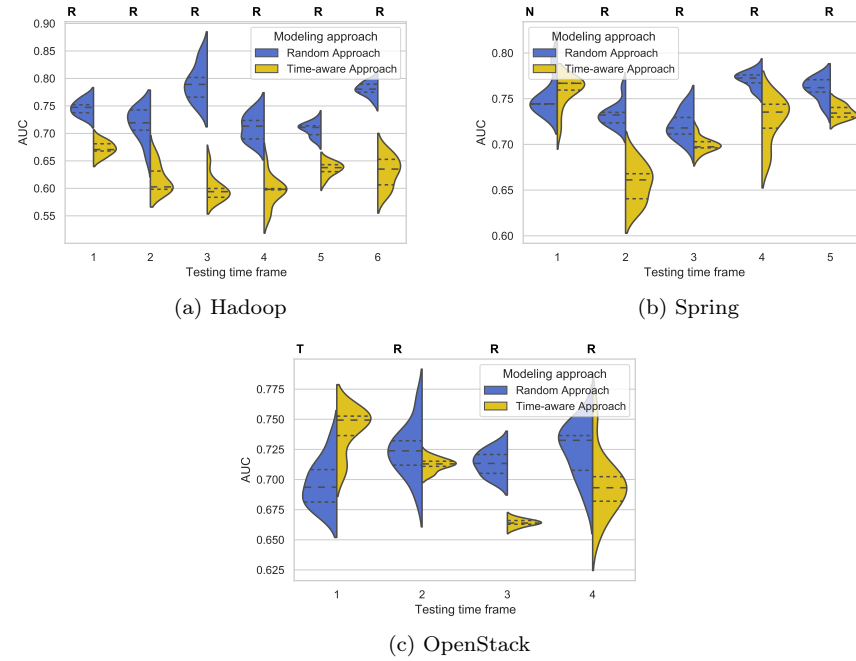 R R R R R R
0.90
Modeling approach
0.85
Random Approach
Time-aware Approach
0.80
0.75
0.70
0.65
0.60
0.55
AUC
1 2 3 4 5 6
Testing time frame
(a) Hadoop
N R R R R
Modeling approach
0.80
Random Approach
Time-aware Approach
0.75
0.70
0.65
0.60
AUC
1 2 3 4 5
Testing time frame
(b) Spring
T R R R
Modeling approach
0.775
Random Approach
Time-aware Approach
0.750
0.725
0.700
0.675
0.650
0.625
AUC
1 2 3 4
Testing time frame
(c) OpenStack